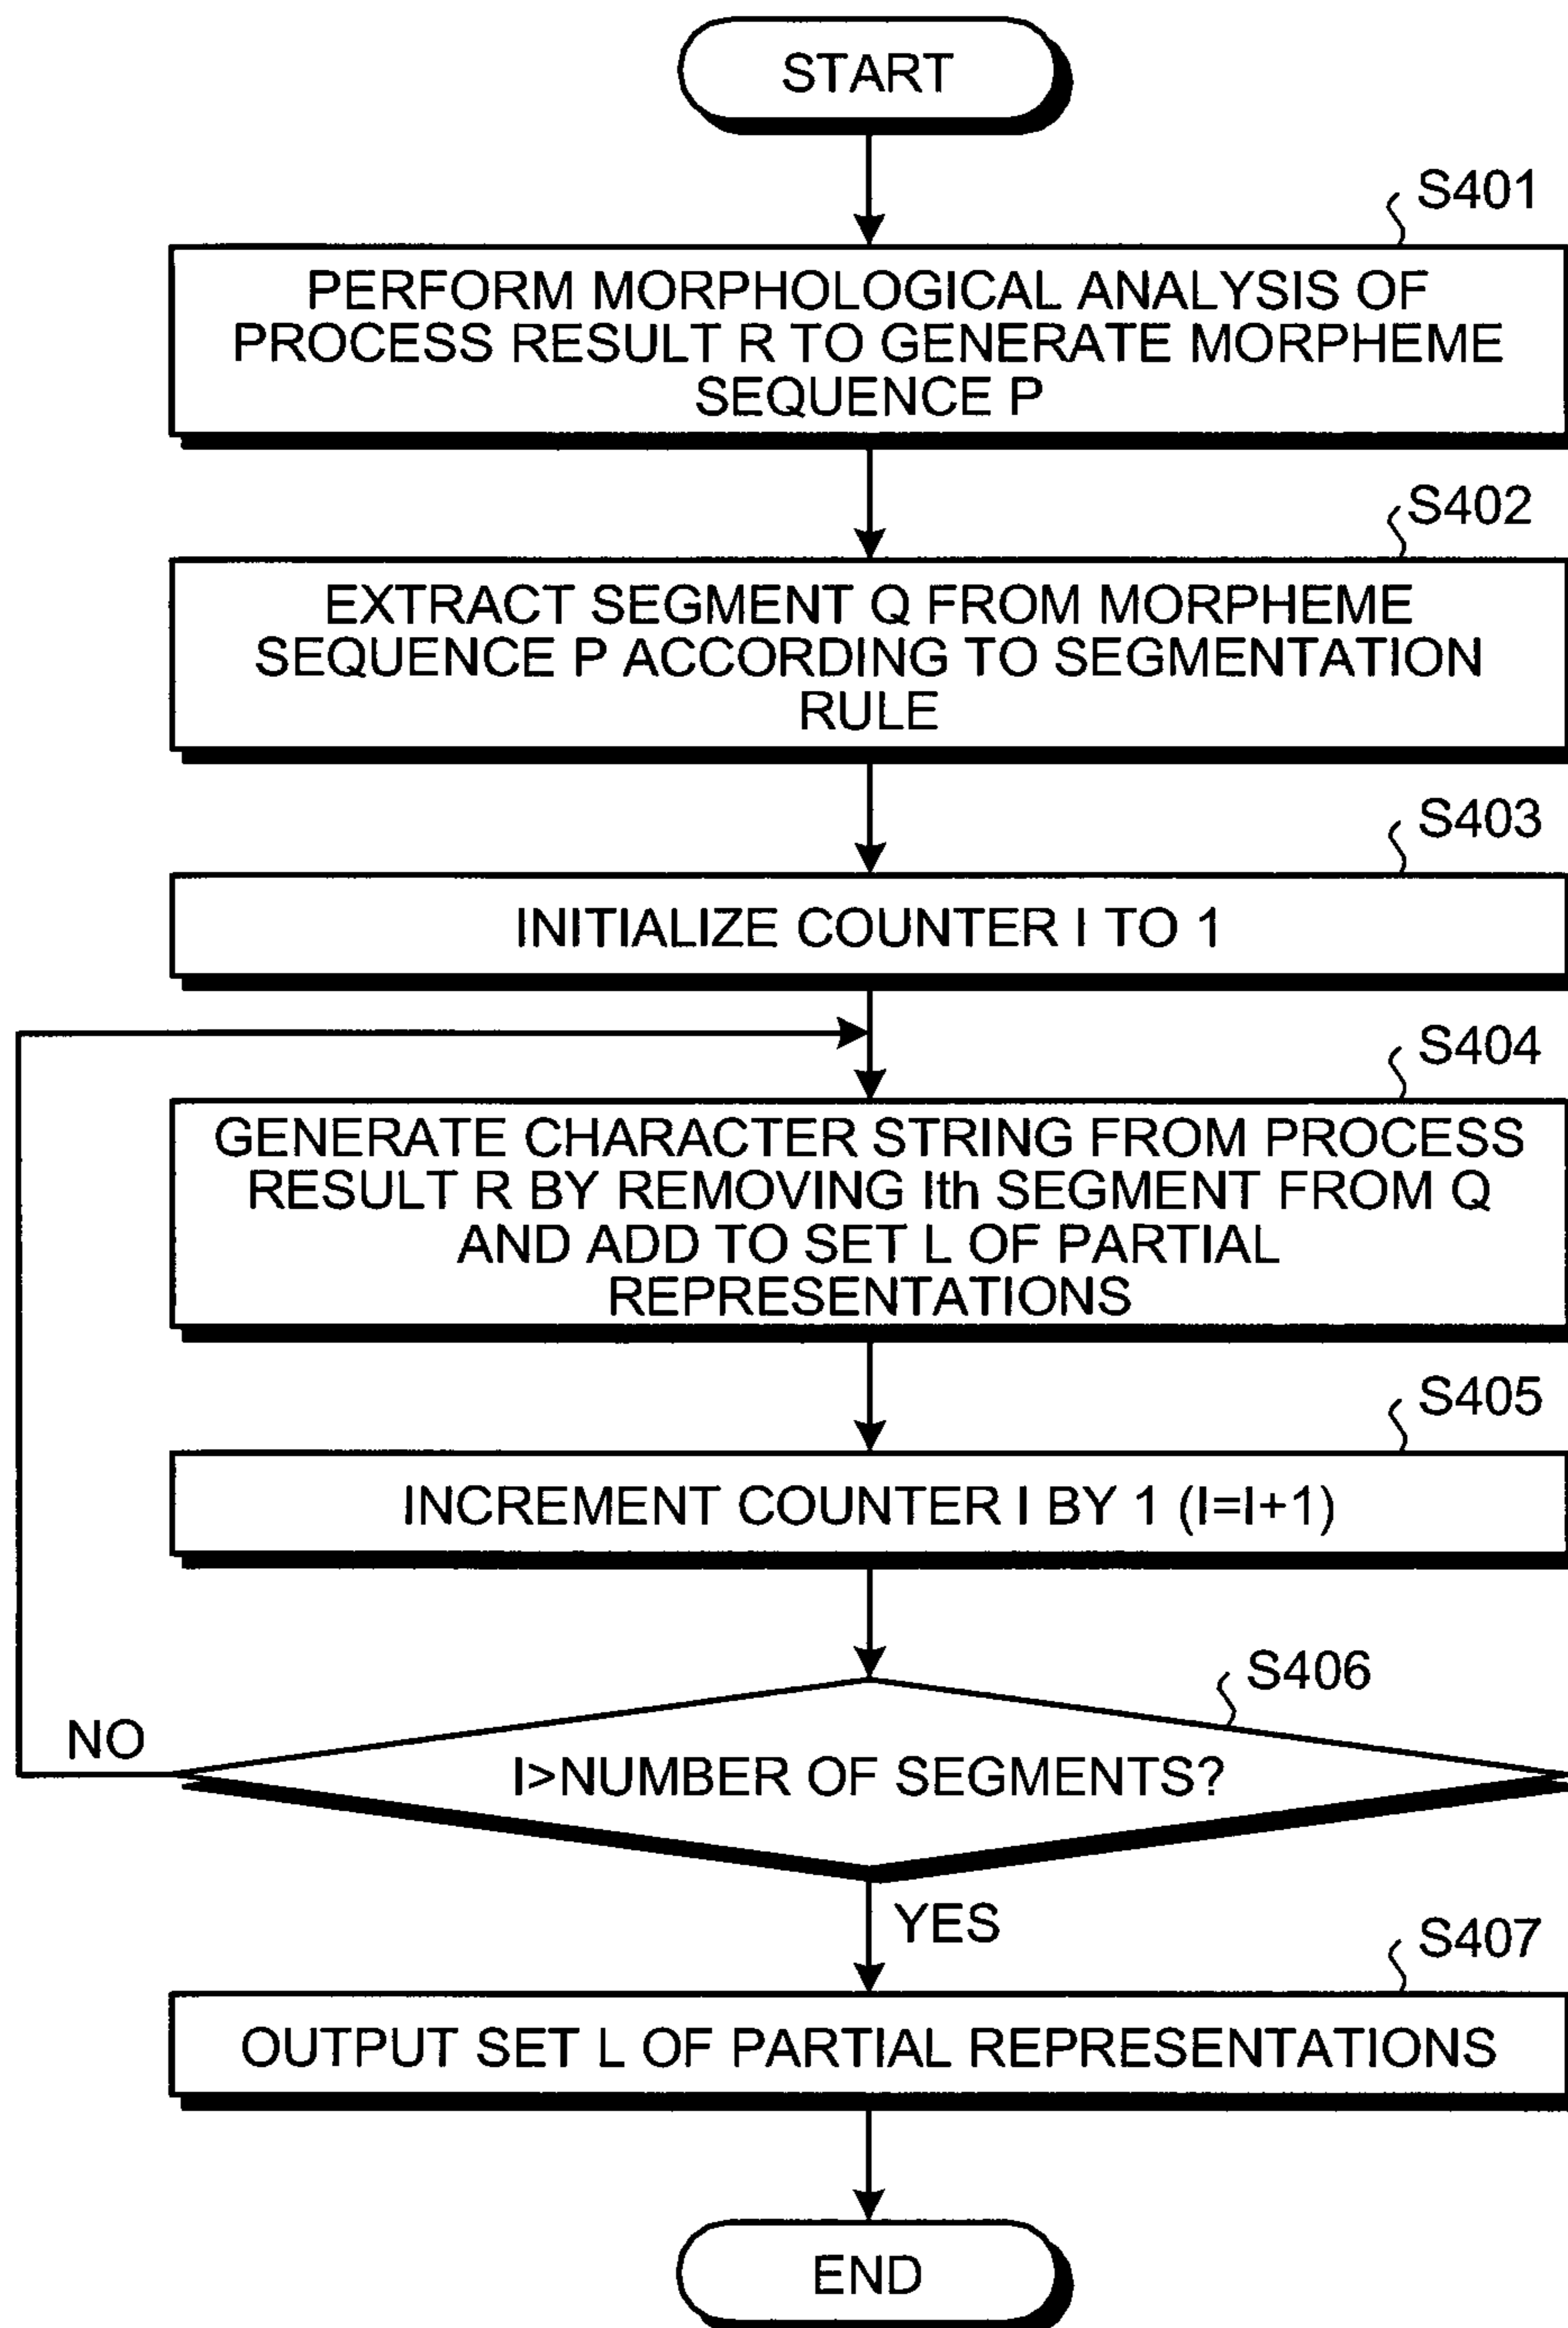 START
S401
PERFORM MORPHOLOGICAL ANALYSIS OF
PROCESS RESULT R TO GENERATE MORPHEME
SEQUENCE P
S402
EXTRACT SEGMENT Q FROM MORPHEME
SEQUENCE P ACCORDING TO SEGMENTATION
RULE
S403
INITIALIZE COUNTER I TO 1
S404
GENERATE CHARACTER STRING FROM PROCESS
RESULT R BY REMOVING Ith SEGMENT FROM Q
AND ADD TO SET L OF PARTIAL
REPRESENTATIONS
S405
INCREMENT COUNTER I BY 1 (I=I+1)
S406
NO
I>NUMBER OF SEGMENTS?
YES
S407
OUTPUT SET L OF PARTIAL REPRESENTATIONS
END